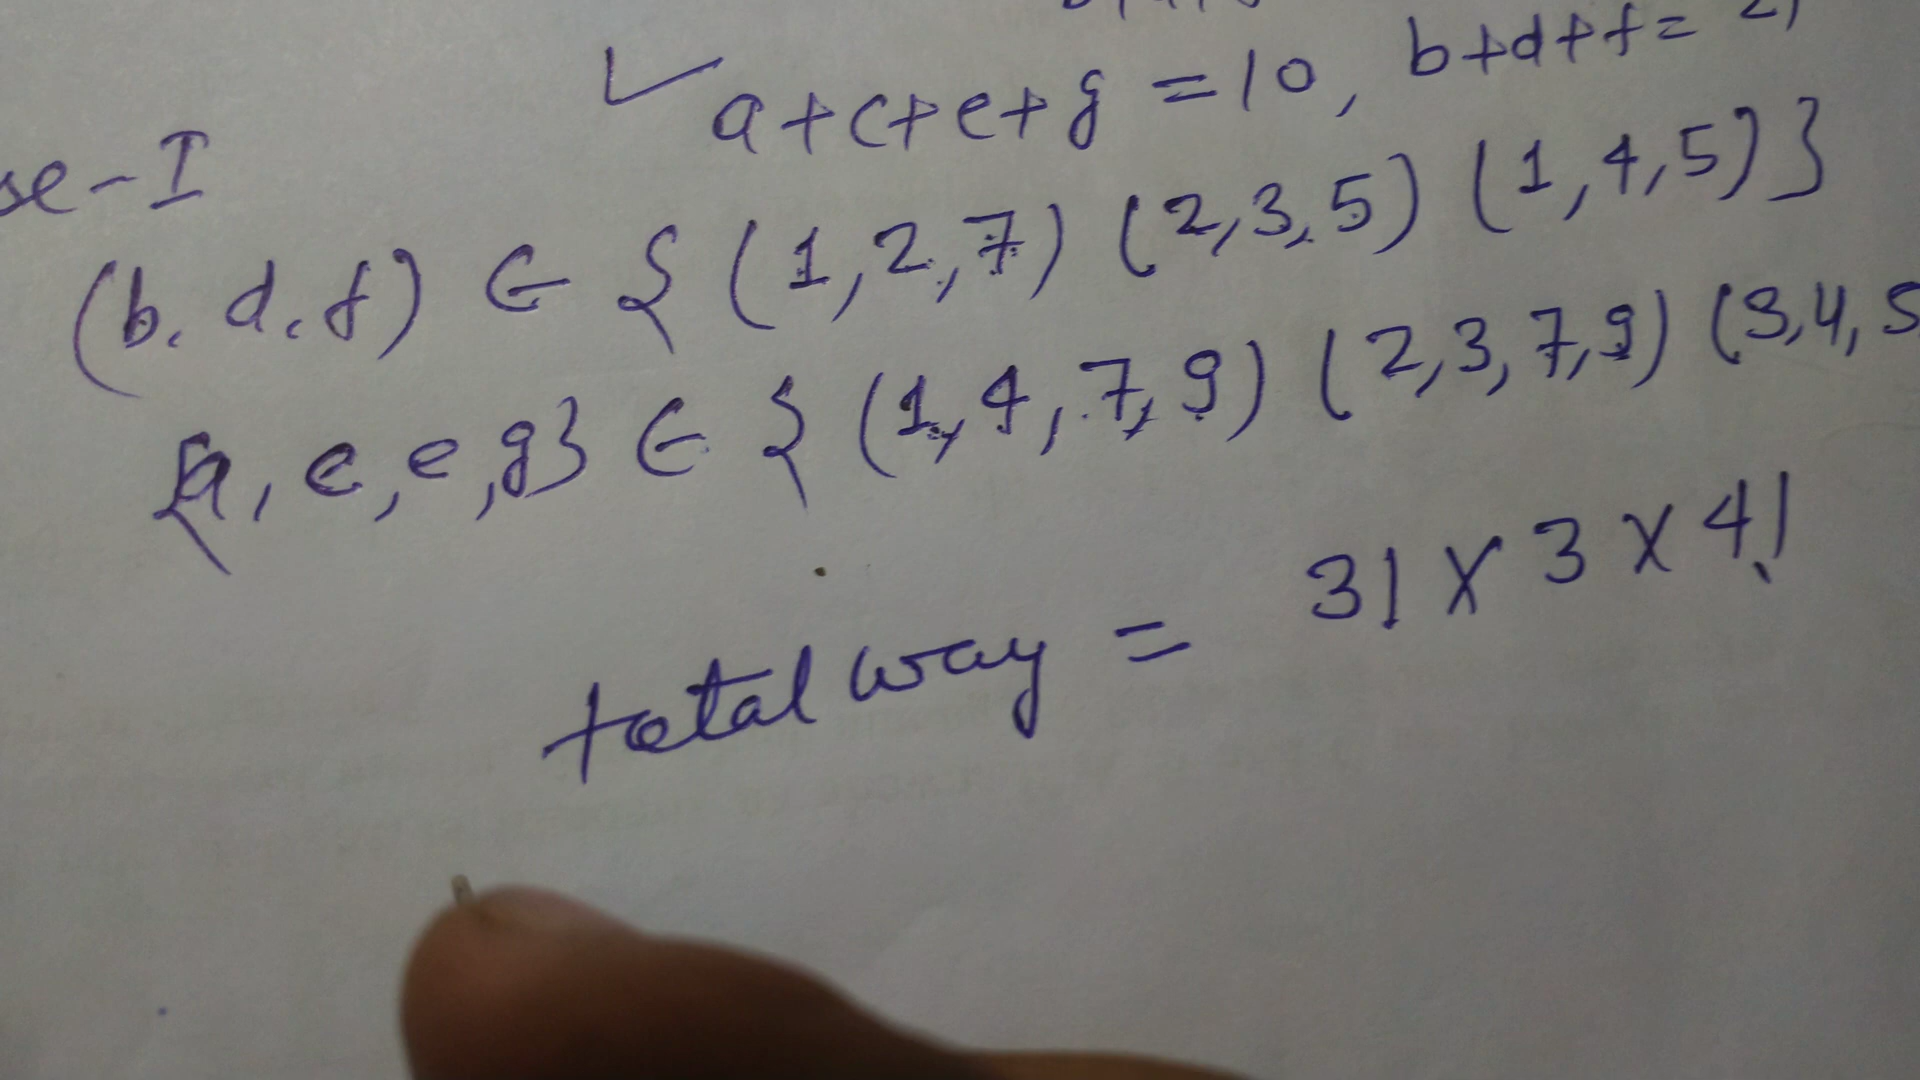 a+c+e+g = 10, b+d+f = 21
se-I
(b. d. f) ∈ { (1,2,7) (2,3,5) (1,4,5) }
{a, c, e, g} ∈ { (1,4,7,9) (2,3,7,9) (3,4,5
total way = 3! x 3 x 4!